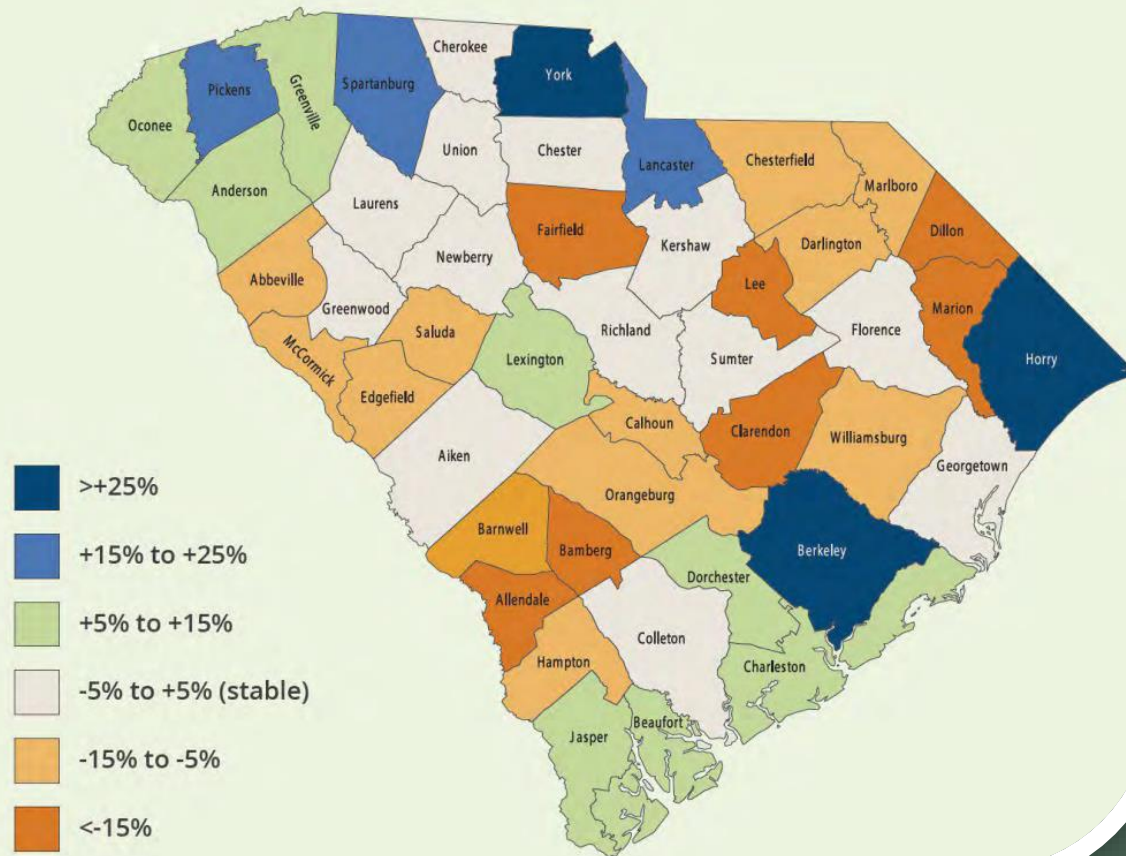 Cherokee
York
Pickens
Spartanburg
Greenville
Oconee
Union
Chester
Lancaster
Chesterfield
Marlboro
Anderson
Laurens
Fairfield
Kershaw
Darlington
Dillon
Newberry
Abbeville
Lee
Greenwood
Marion
Saluda
Richland
Florence
McCormick
Lexington
Sumter
Horry
Edgefield
Calhoun
Clarendon
Williamsburg
Aiken
Georgetown
Orangeburg
Barnwell
Bamberg
Berkeley
Dorchester
Allendale
Colleton
Hampton
Charleston
Beaufort
Jasper
>+25%
+15% to +25%
+5% to +15%
-5% to +5% (stable)
-15% to -5%
<-15%